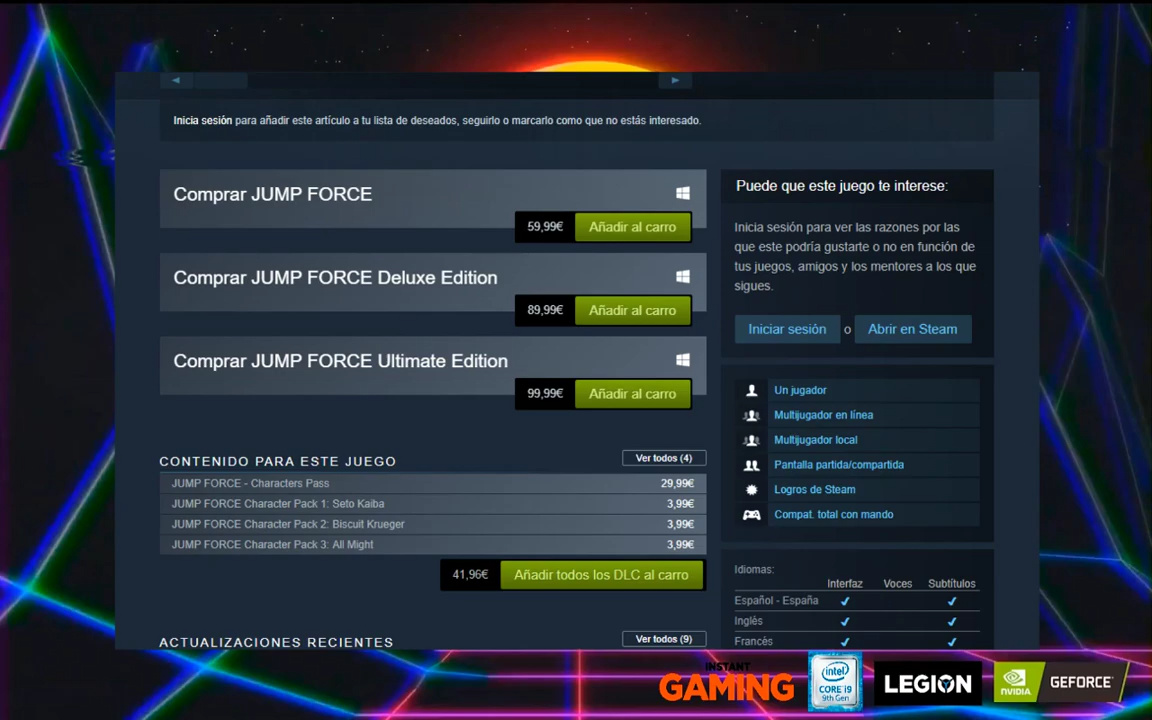 Inicia sesión para añadir este artículo a tu lista de deseados, seguirlo o marcarlo como que no estás interesado.
Comprar JUMP FORCE
59,99€ Añadir al carro
Comprar JUMP FORCE Deluxe Edition
89,99€ Añadir al carro
Comprar JUMP FORCE Ultimate Edition
99,99€ Añadir al carro
CONTENIDO PARA ESTE JUEGO Ver todos (4)
JUMP FORCE - Characters Pass 29,99€
JUMP FORCE Character Pack 1: Seto Kaiba 3,99€
JUMP FORCE Character Pack 2: Biscuit Krueger 3,99€
JUMP FORCE Character Pack 3: All Might 3,99€
41,96€ Añadir todos los DLC al carro
ACTUALIZACIONES RECIENTES Ver todos (9)
Puede que este juego te interese:
Inicia sesión para ver las razones por las
que este podría gustarte o no en función de
tus juegos, amigos y los mentores a los que
sigues.
Iniciar sesión o Abrir en Steam
Un jugador
Multijugador en línea
Multijugador local
Pantalla partida/compartida
Logros de Steam
Compat. total con mando
Idiomas:
Interfaz Voces Subtítulos
Español - España ✔ ✔
Inglés ✔ ✔
Francés ✔ ✔
INSTANT
GAMING
intel
CORE i9
9th Gen
LEGION
NVIDIA
GEFORCE